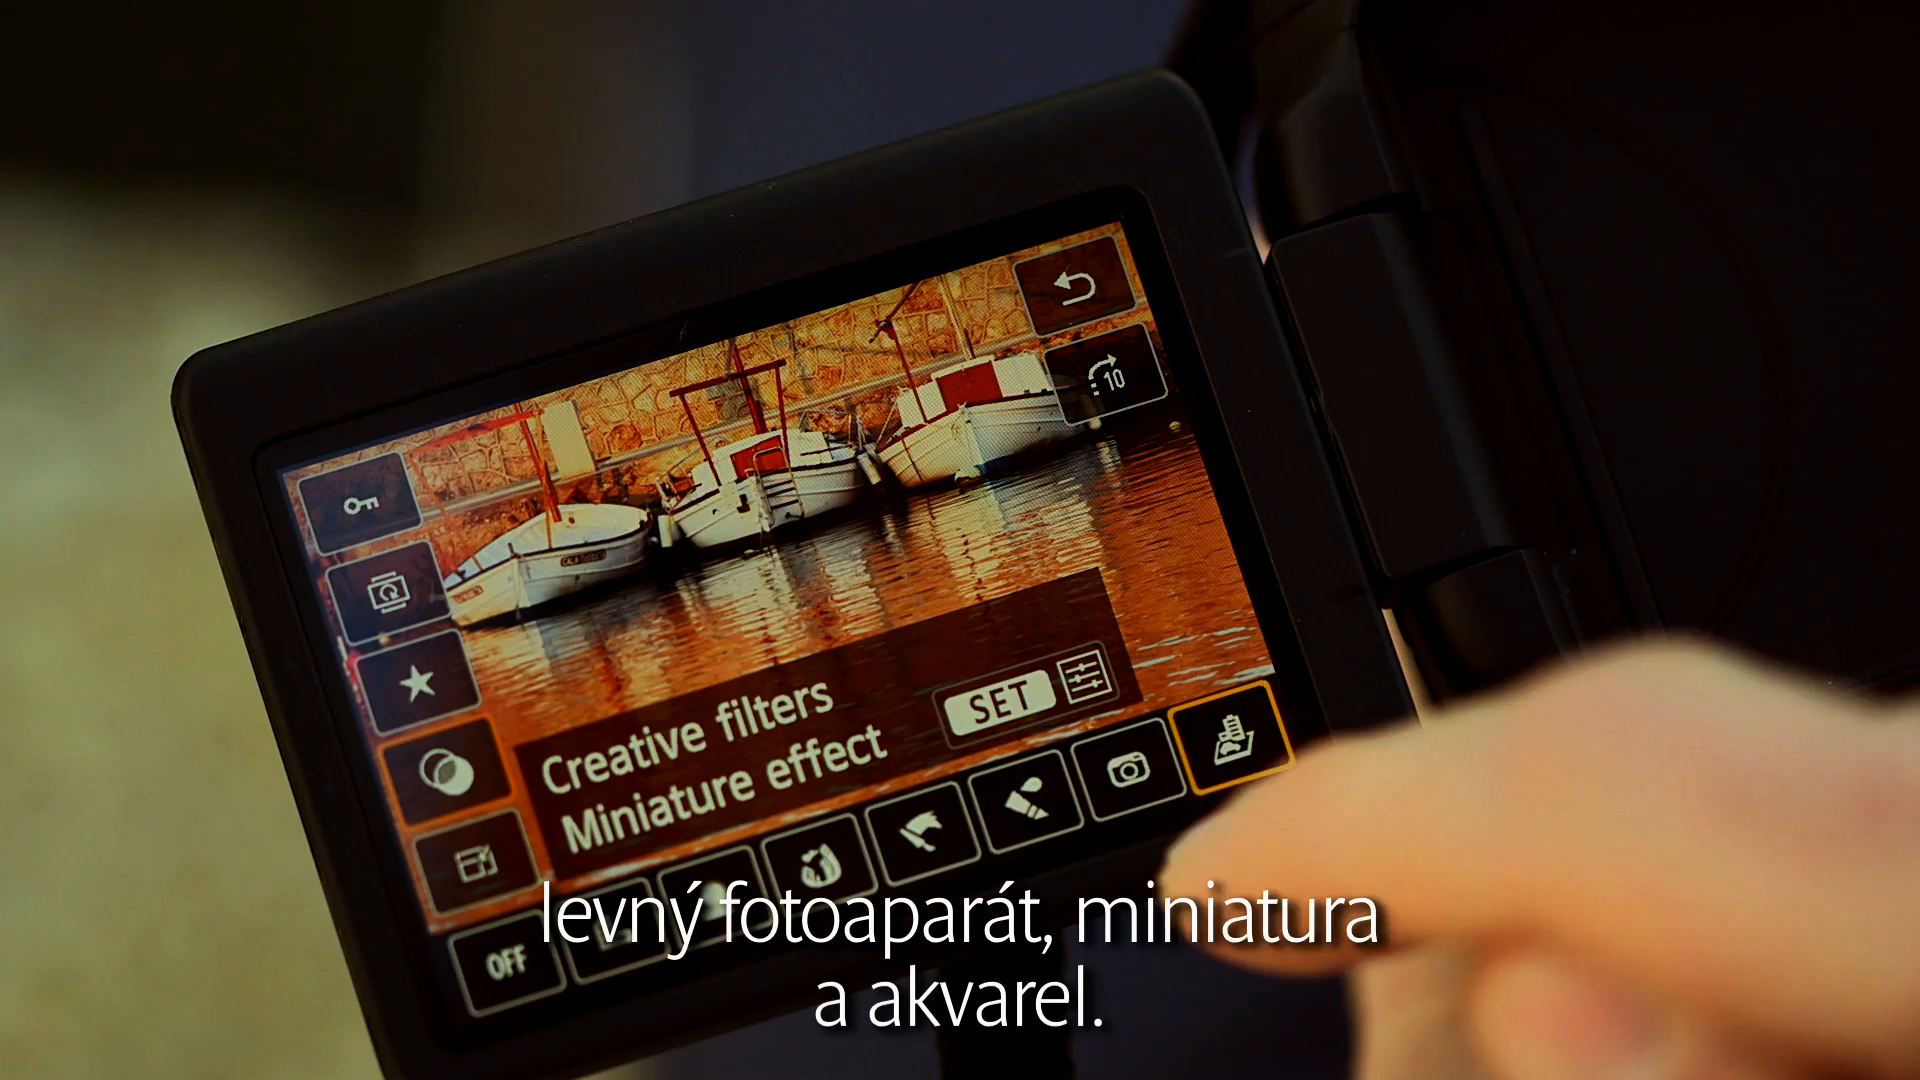 10
Creative filters
SET
Miniature effect
OFF
levný fotoaparát, miniatura
a akvarel.